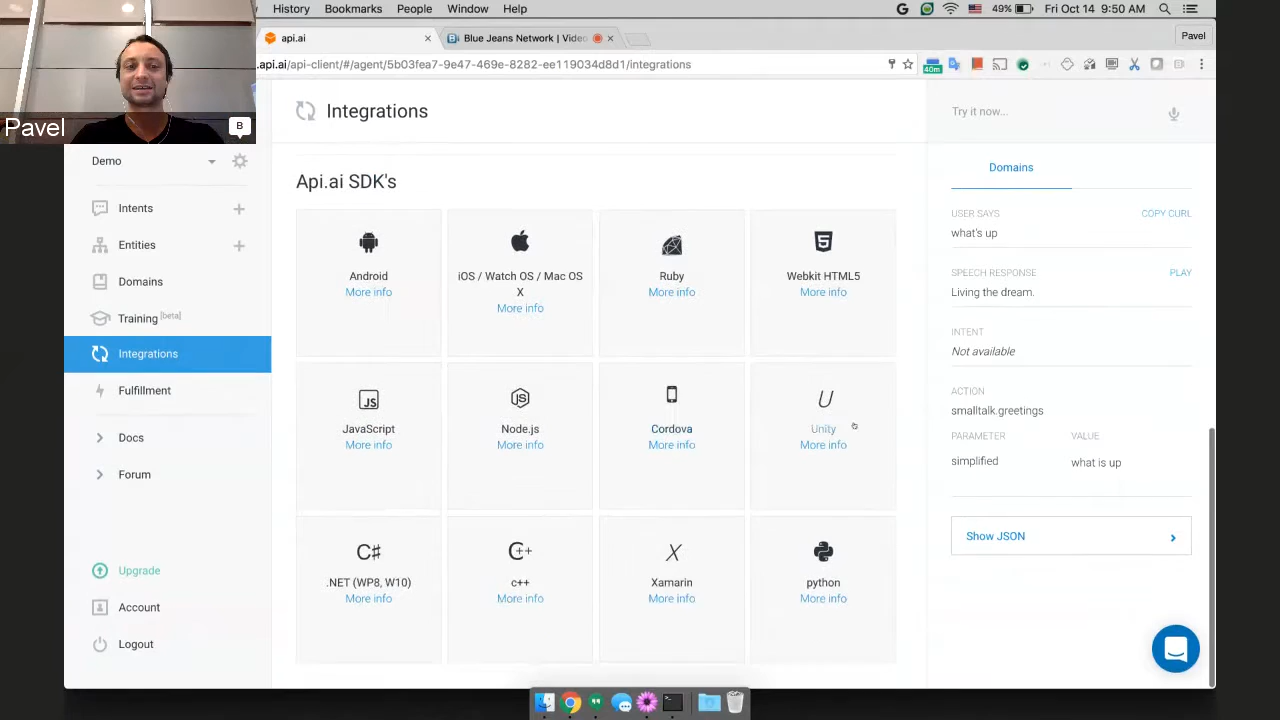 History Bookmarks People Window Help
G 49% Fri Oct 14 9:50 AM
api.ai
B Blue Jeans Network | Video
Pavel
.api.ai/api-client/#/agent/5b03fea7-9e47-469e-8282-ee119034d8d1/integrations
40m
Pavel
B
Demo
Intents
Entities
Domains
Training [beta]
Integrations
Fulfillment
Docs
Forum
Upgrade
Account
Logout
Integrations
Api.ai SDK's
Android
More info
iOS / Watch OS / Mac OS
X
More info
Ruby
More info
5
Webkit HTML5
More info
JS
JavaScript
More info
JS
Node.js
More info
Cordova
More info
U
Unity
More info
C#
.NET (WP8, W10)
More info
C++
c++
More info
X
Xamarin
More info
python
More info
Try it now...
Domains
USER SAYS COPY CURL
what's up
SPEECH RESPONSE PLAY
Living the dream.
INTENT
Not available
ACTION
smalltalk.greetings
PARAMETER VALUE
simplified what is up
Show JSON